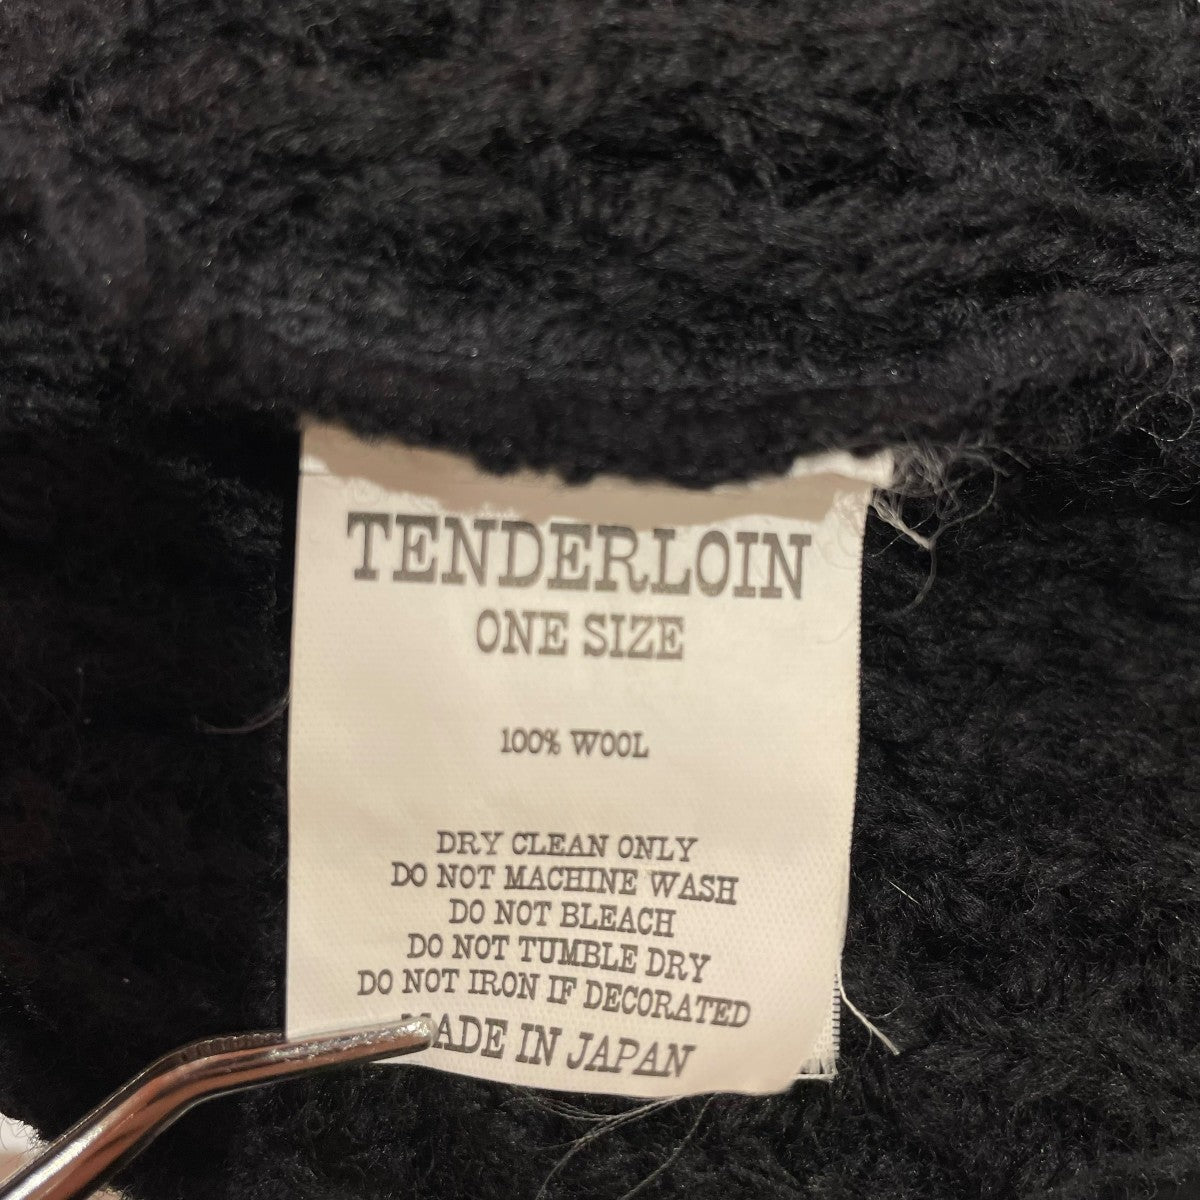 TENDERLOIN
ONE SIZE
100% WOOL
DRY CLEAN ONLY
DO NOT MACHINE WASH
DO NOT BLEACH
DO NOT TUMBLE DRY
DO NOT IRON IF DECORATED
MADE IN JAPAN